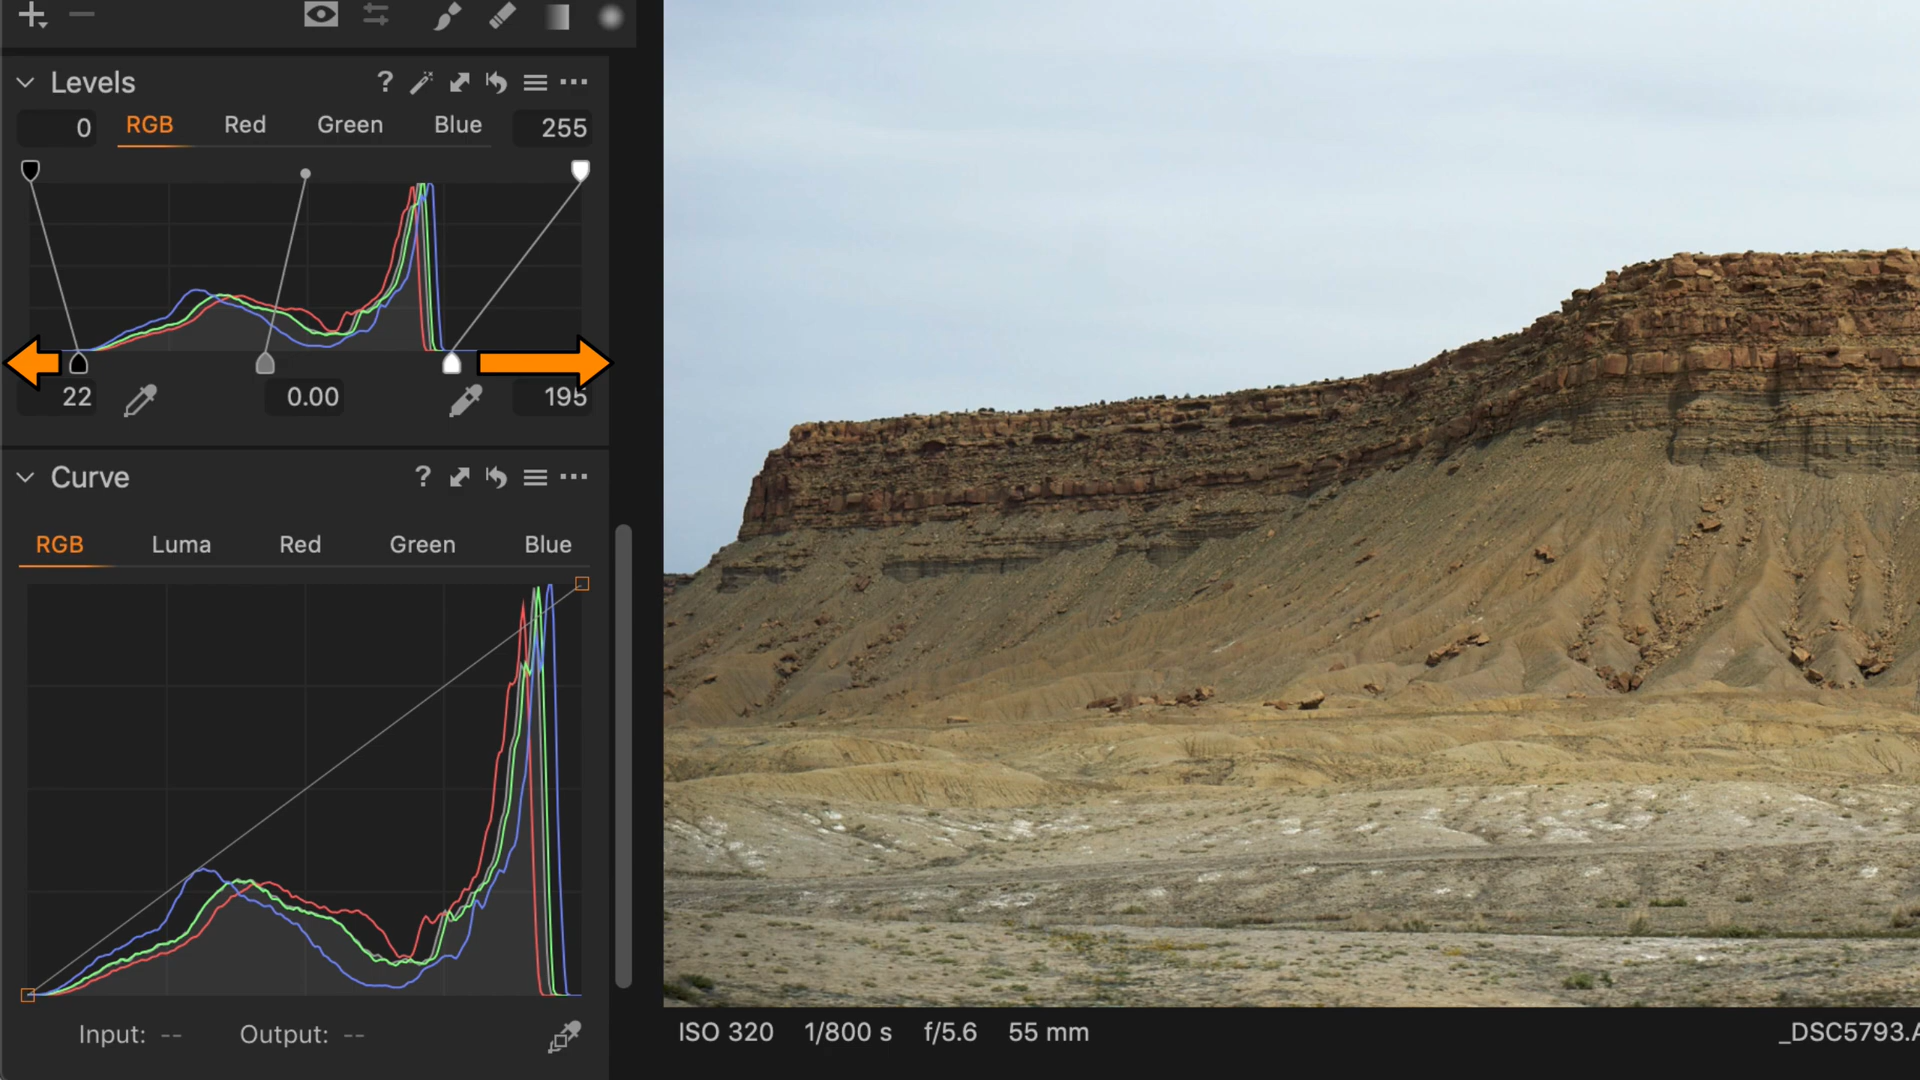 Levels ?
0 RGB Red Green Blue 255
22 0.00 195
Curve ?
RGB Luma Red Green Blue
Input: -- Output: --
ISO 320 1/800 s f/5.6 55 mm
_DSC5793.A